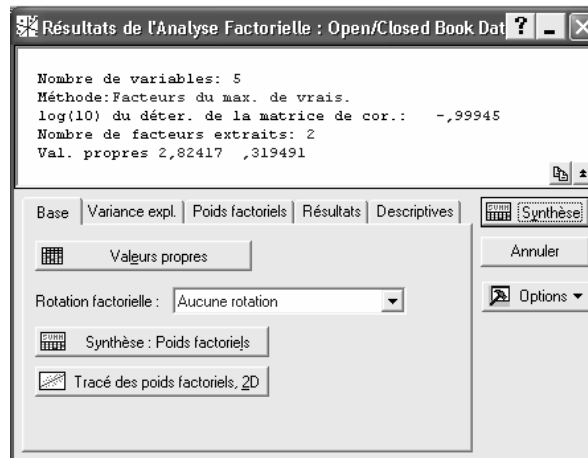 Résultats de l'Analyse Factorielle : Open/Closed Book Dat
Nombre de variables: 5
Méthode:Facteurs du max. de vrais.
log(10) du déter. de la matrice de cor.: -,99945
Nombre de facteurs extraits: 2
Val. propres 2,82417 ,319491
Base Variance expl. Poids factoriels Résultats Descriptives
Valeurs propres
Rotation factorielle : Aucune rotation
Synthèse : Poids factoriels
Tracé des poids factoriels, 2D
Synthèse
Annuler
Options